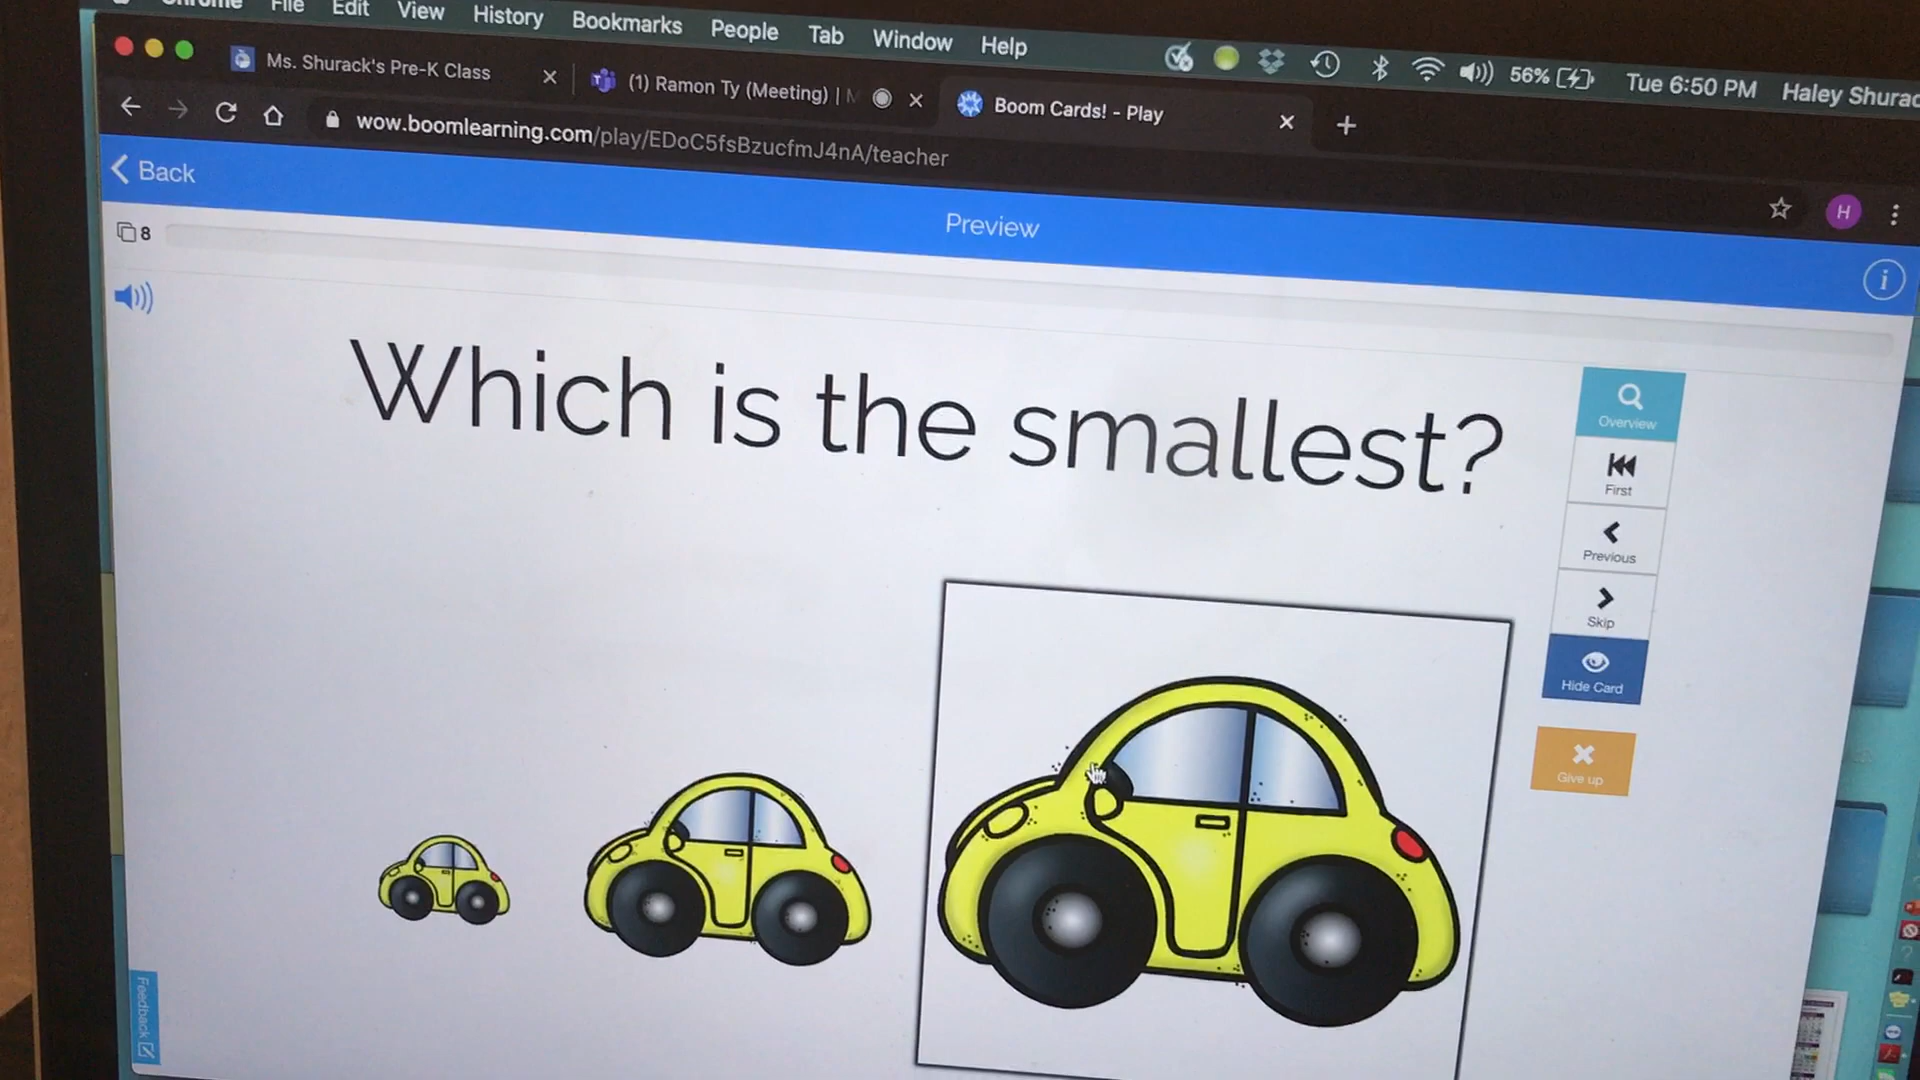 Chrome File Edit View History Bookmarks People Tab Window Help 56% Tue 6:50 PM Haley Shurac
Ms. Shurack's Pre-K Class (1) Ramon Ty (Meeting) | Boom Cards! - Play
wow.boomlearning.com/play/EDoC5fsBzucfmJ4nA/teacher
H
Back
Preview
8
Which is the smallest?
Overview
First
Previous
Skip
Hide Card
Give up
Feedback